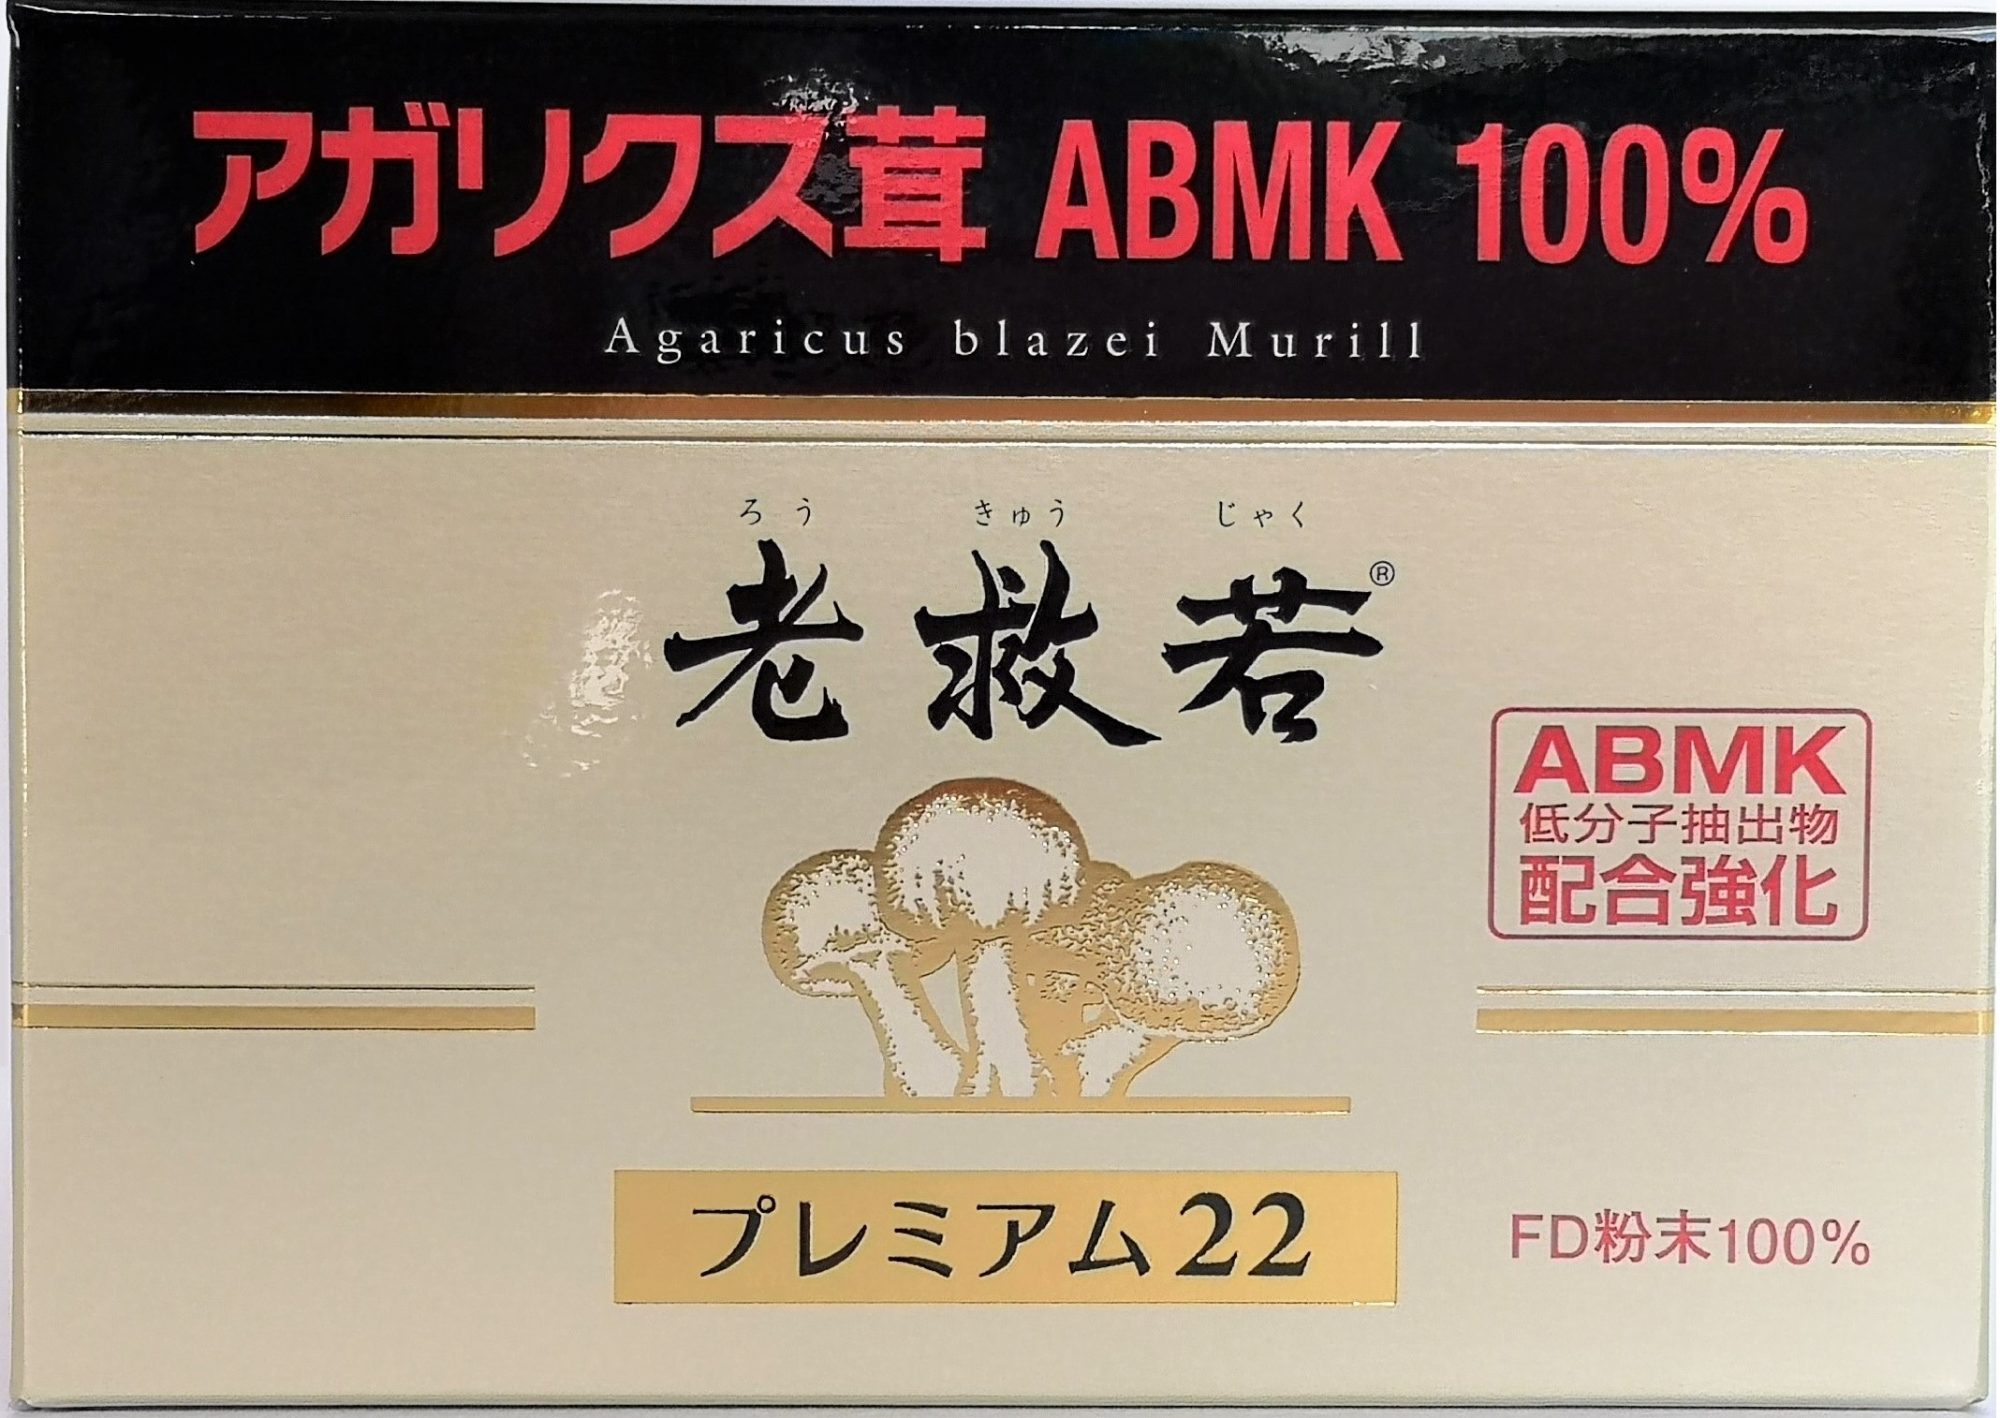 アガリクス茸 ABMK 100%
Agaricus blazei Murill
ろう きゅう じゃく
老救若®
ABMK
低分子抽出物
配合強化
プレミアム22
FD粉末100%